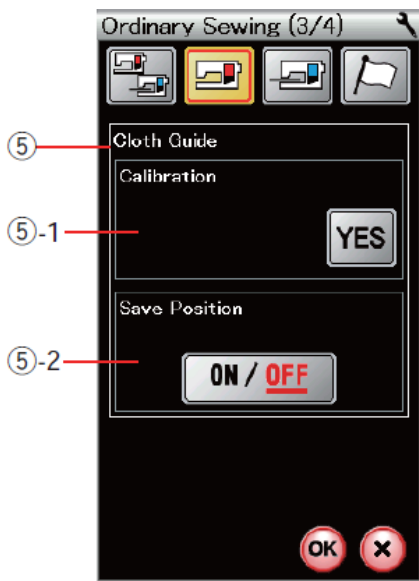 Ordinary Sewing (3/4)
⑤
Cloth Guide
Calibration
⑤-1
YES
Save Position
⑤-2
ON / OFF
OK
×